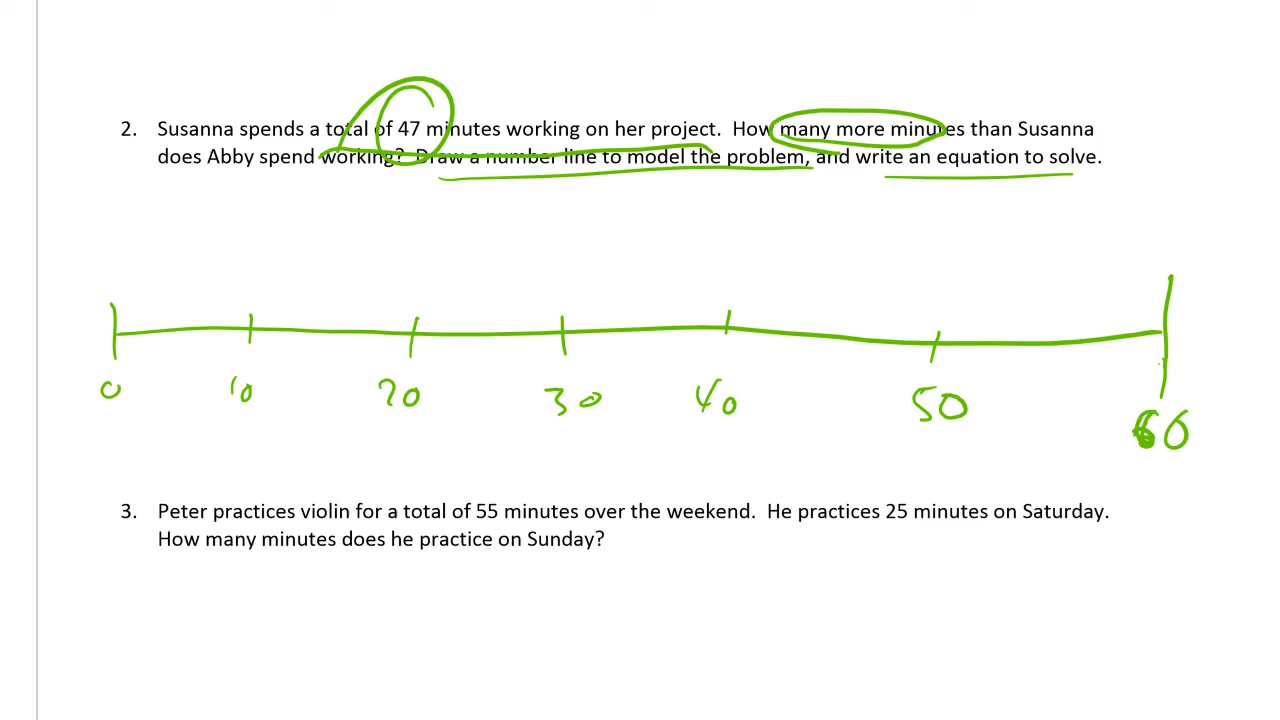 2. Susanna spends a total of 47 minutes working on her project. How many more minutes than Susanna
does Abby spend working? Draw a number line to model the problem, and write an equation to solve.
0 10 20 30 40 50 60
3. Peter practices violin for a total of 55 minutes over the weekend. He practices 25 minutes on Saturday.
How many minutes does he practice on Sunday?